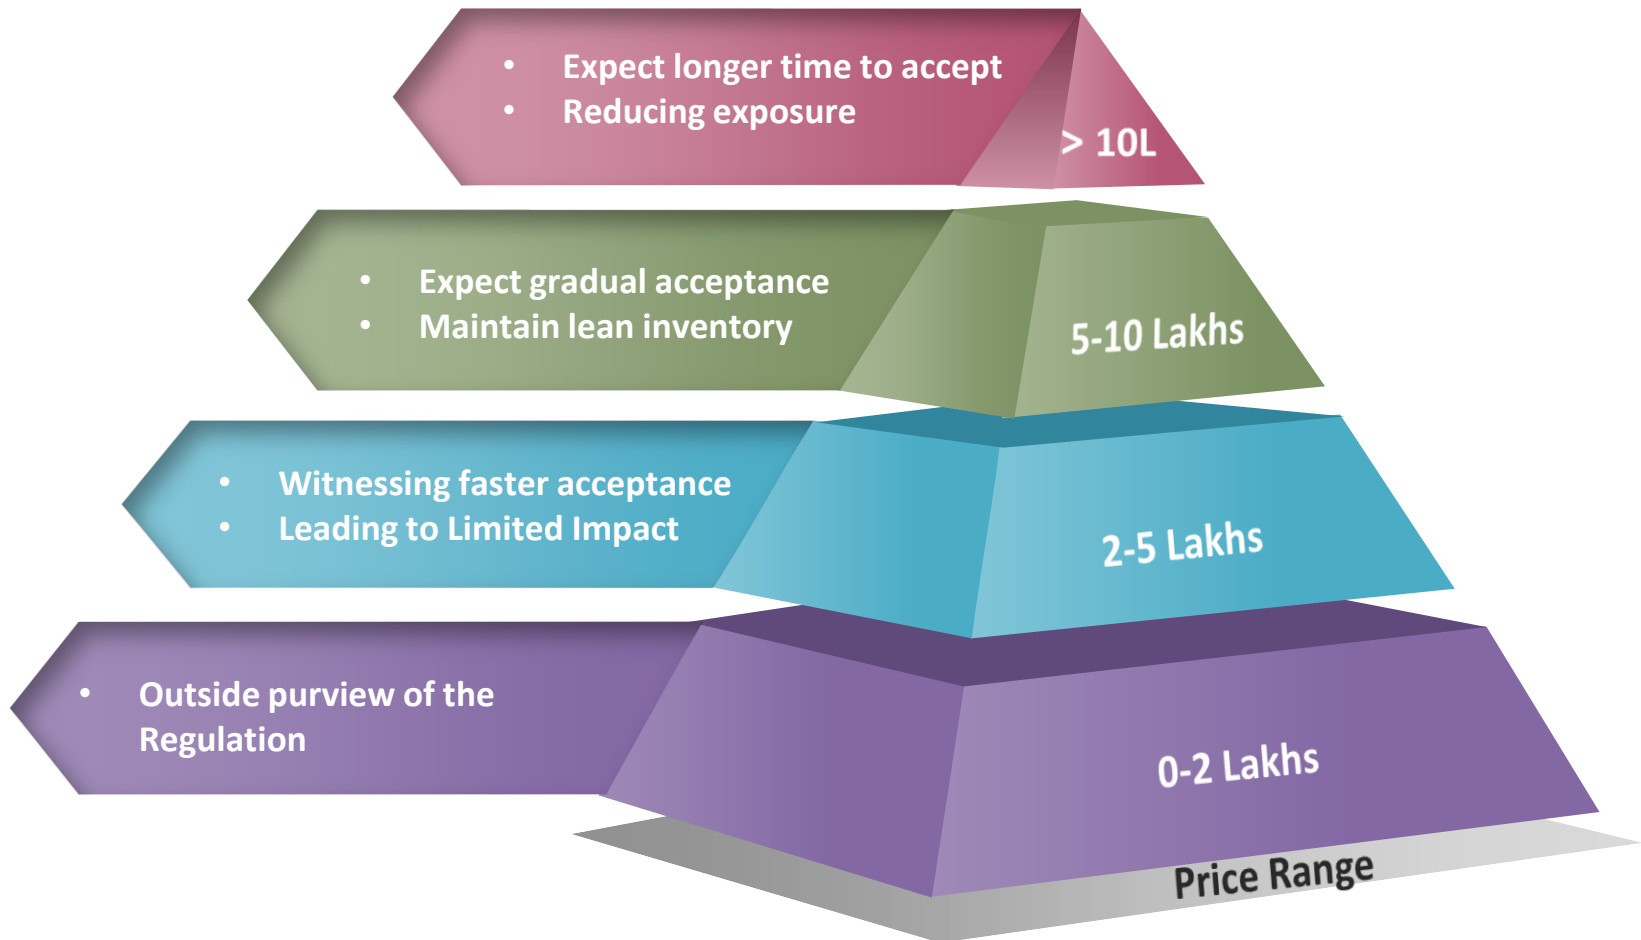 • Expect longer time to accept
• Reducing exposure
> 10L
• Expect gradual acceptance
• Maintain lean inventory
5-10 Lakhs
• Witnessing faster acceptance
• Leading to Limited Impact
2-5 Lakhs
• Outside purview of the
Regulation
0-2 Lakhs
Price Range